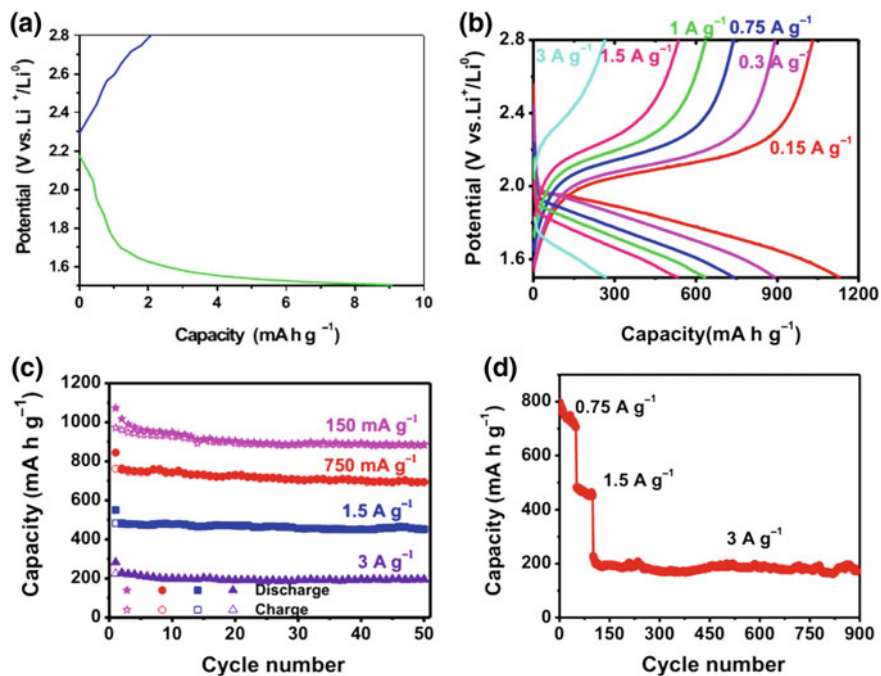 (a)
2.8
2.6
2.4
2.2
2.0
1.8
1.6
Potential (V vs. Li⁺/Li⁰)
0 2 4 6 8 10
Capacity (mA h g⁻¹)
(b)
2.8
2.4
2.0
1.6
Potential (V vs.Li⁺/Li⁰)
1 A g⁻¹ 0.75 A g⁻¹
3 A g⁻¹ 1.5 A g⁻¹ 0.3 A g⁻¹
0.15 A g⁻¹
0 300 600 900 1200
Capacity(mA h g⁻¹)
(c)
1200
1000
800
600
400
200
0
Capacity (mA h g⁻¹)
150 mA g⁻¹
750 mA g⁻¹
1.5 A g⁻¹
3 A g⁻¹
Discharge
Charge
0 10 20 30 40 50
Cycle number
(d)
800
600
400
200
0
Capacity (mA h g⁻¹)
0.75 A g⁻¹
1.5 A g⁻¹
3 A g⁻¹
0 150 300 450 600 750 900
Cycle number